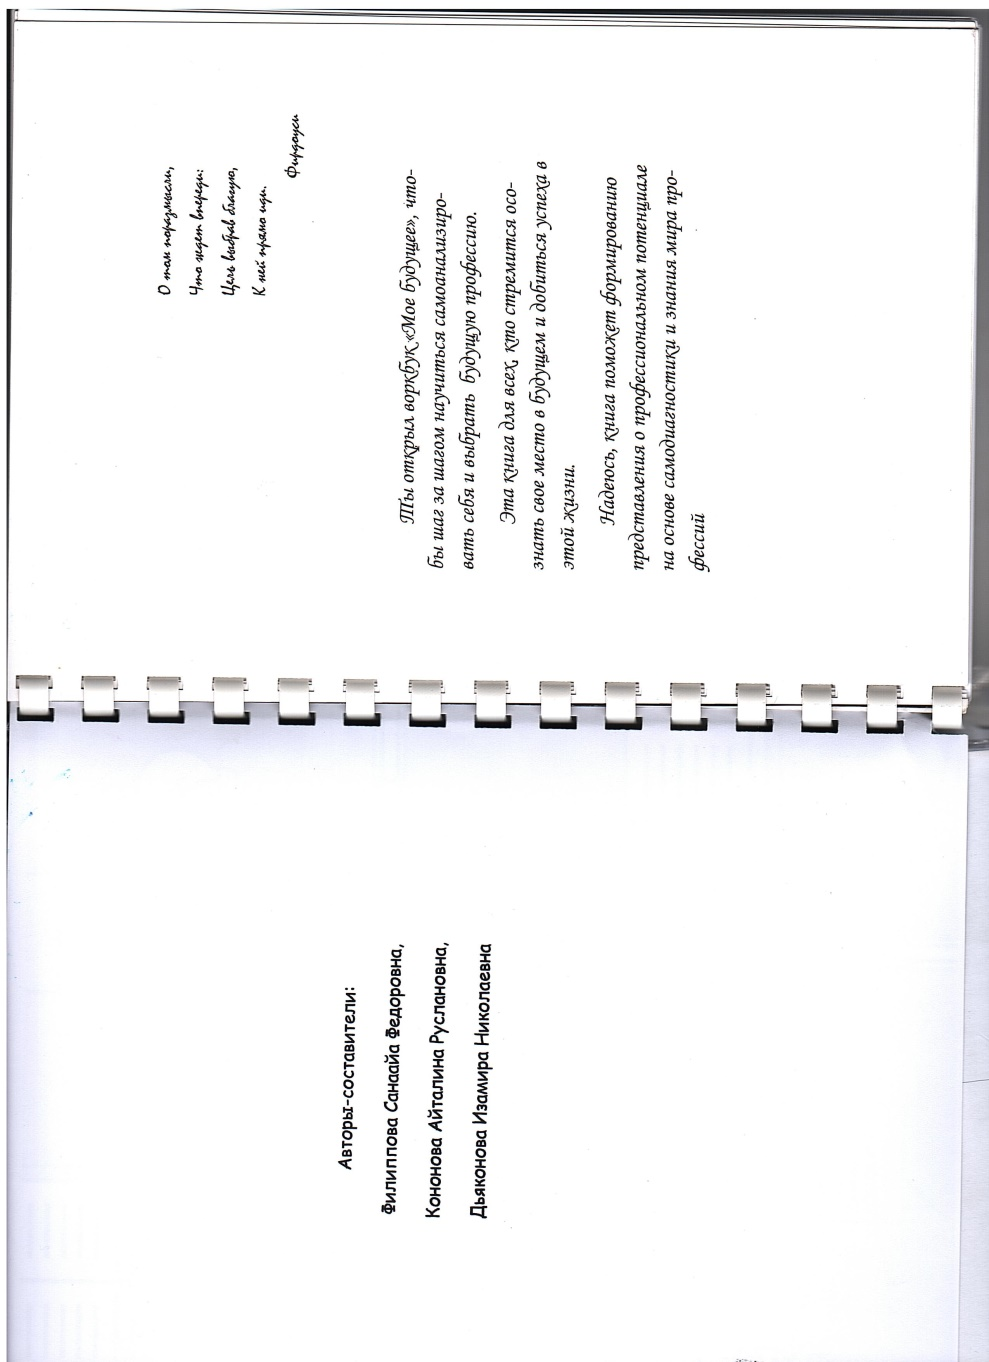 Авторы-составители:
Филиппова Санаайа Федоровна,
Кононова Айталина Руслановна,
Дьяконова Изамира Николаевна
О том поразмысли,
Что ждет впереди:
Цель выбрав благую,
К ней прямо иди.
Фирдоуси
Ты открыл воркбук «Мое будущее», что-
бы шаг за шагом научиться самоанализиро-
вать себя и выбрать будущую профессию.
Эта книга для всех, кто стремится осо-
знать свое место в будущем и добиться успеха в
этой жизни.
Надеюсь, книга поможет формированию
представления о профессиональном потенциале
на основе самодиагностики и знания мира про-
фессий